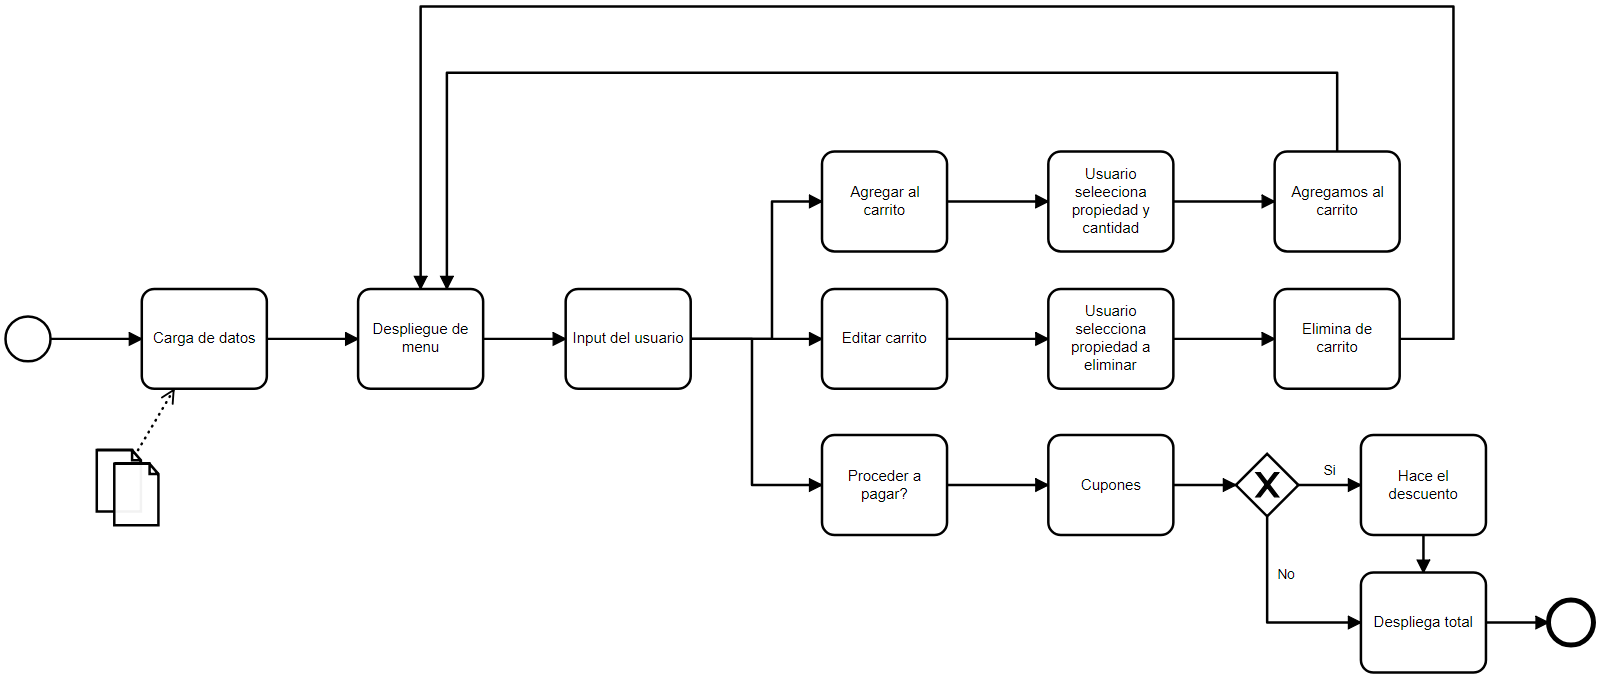 Agregar al
carrito
Usuario
seleeciona
propiedad y
cantidad
Agregamos al
carrito
Carga de datos
Despliegue de
menu
Input del usuario
Editar carrito
Usuario
selecciona
propiedad a
eliminar
Elimina de
carrito
Proceder a
pagar?
Cupones
X
Si
Hace el
descuento
No
Despliega total